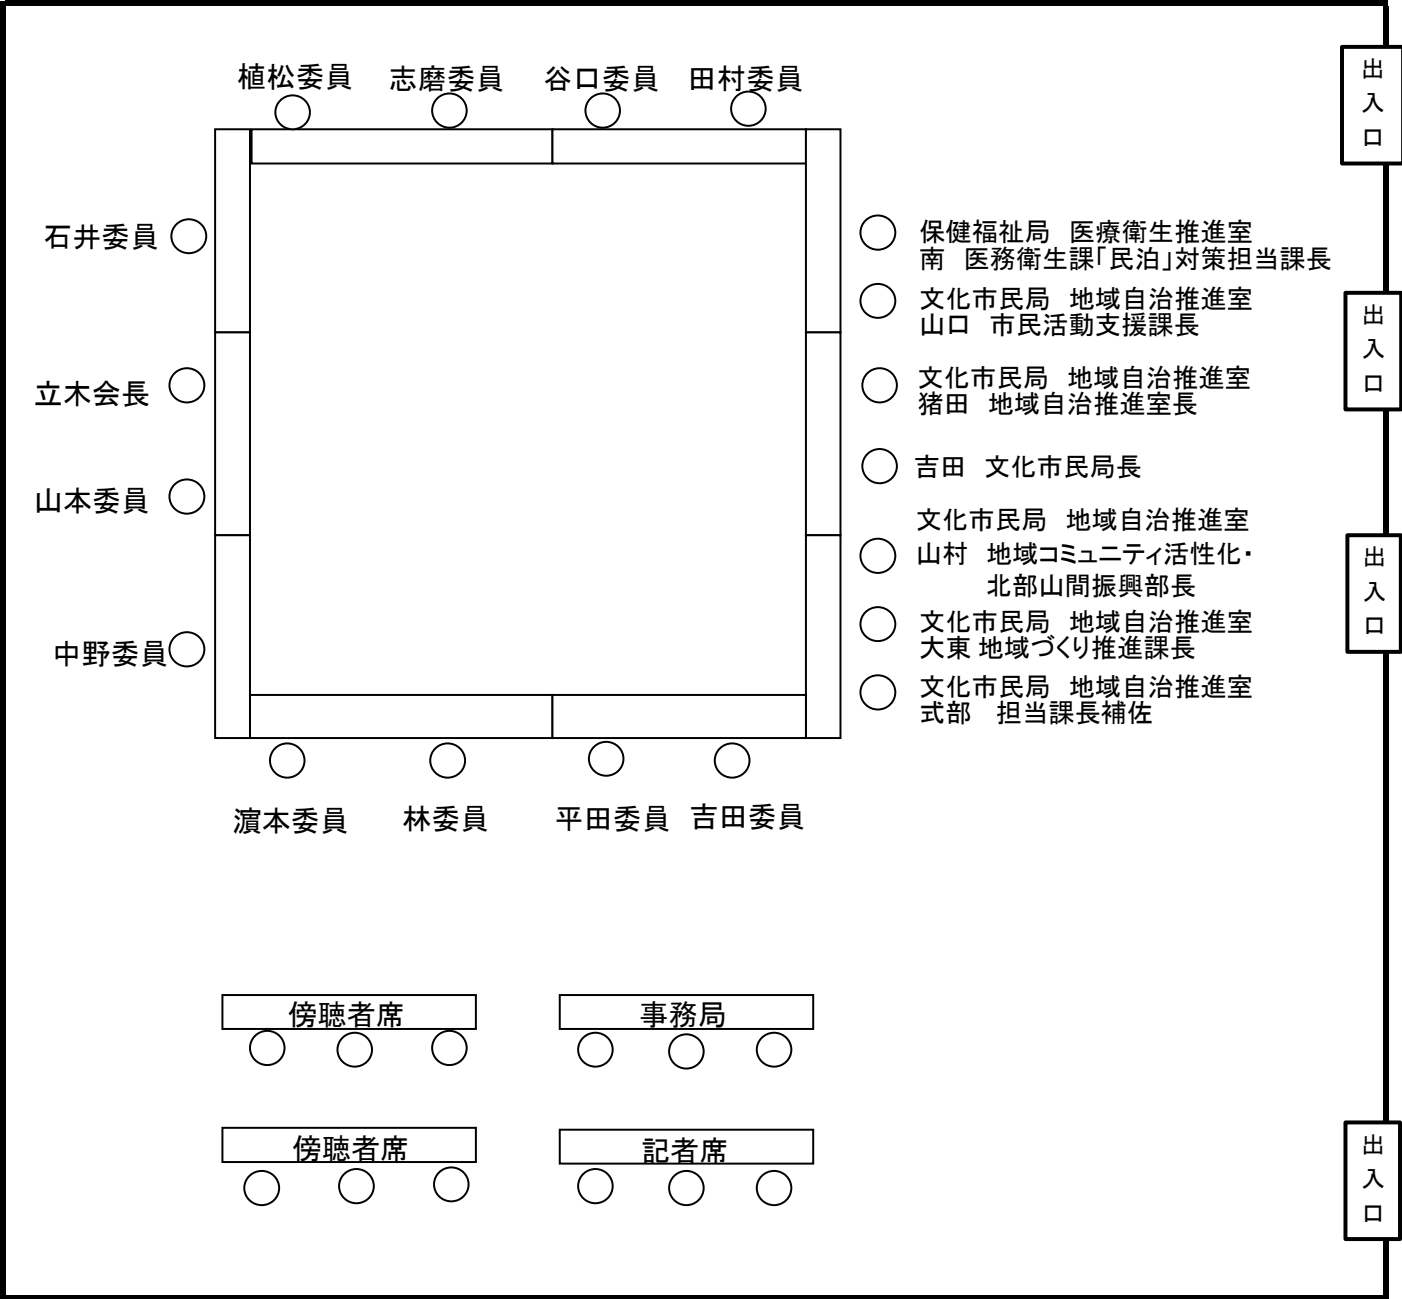 植松委員
志磨委員
谷口委員
田村委員
出入口
石井委員
立木会長
山本委員
中野委員
保健福祉局　医療衛生推進室
南　医務衛生課「民泊」対策担当課長
文化市民局　地域自治推進室
山口　市民活動支援課長
文化市民局　地域自治推進室
猪田　地域自治推進室長
吉田　文化市民局長
文化市民局　地域自治推進室
山村　地域コミュニティ活性化・
北部山間振興部長
文化市民局　地域自治推進室
大東 地域づくり推進課長
文化市民局　地域自治推進室
式部　担当課長補佐
出入口
出入口
濵本委員
林委員
平田委員
吉田委員
傍聴者席
事務局
傍聴者席
記者席
出入口